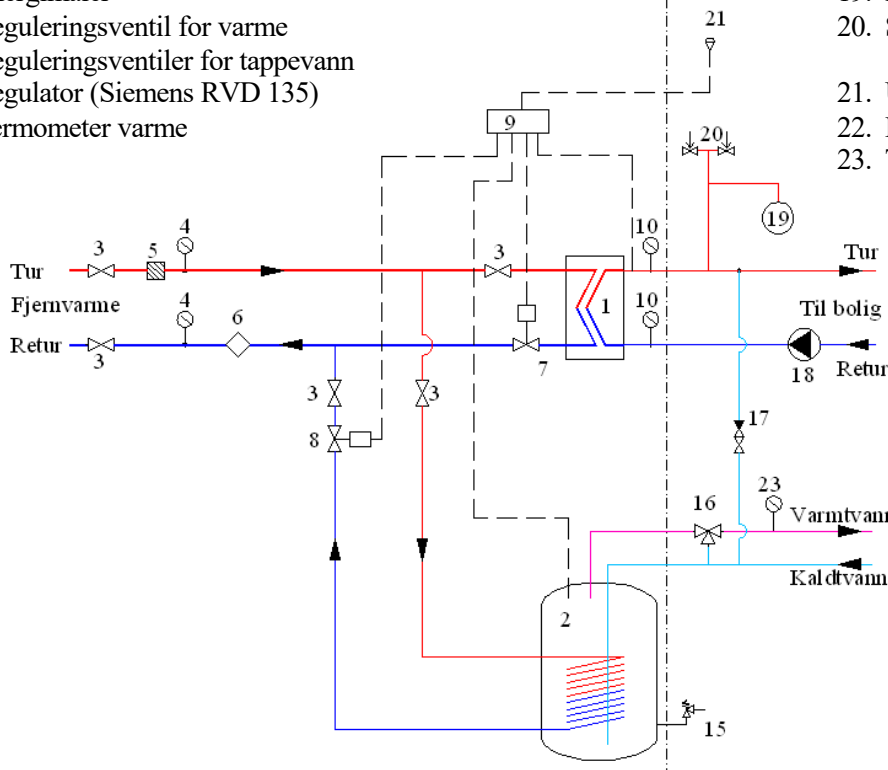 eguleringsventil for varme
eguleringsventiler for tappevann
egulator (Siemens RVD 135)
ermometer varme
20. S
21
21.
22.
23.
9
20
19
4
3
5
3
10
Tur
Tur
Fjernvarme
4
6
1
10
Til bolig
Retur
3
7
18
Retur
3
3
8
17
16
23
Varmtvann
Kaldtvann
2
15